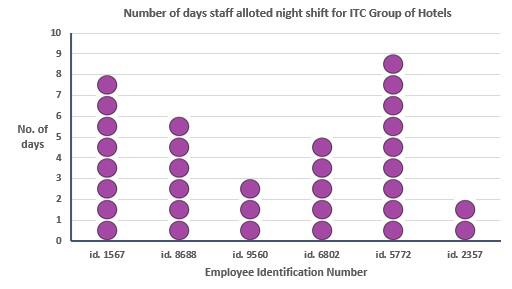 Number of days staff alloted night shift for ITC Group of Hotels
10
9
8
7
6
5
4
3
2
1
0
No. of
days
id. 1567 id. 8688 id. 9560 id. 6802 id. 5772 id. 2357
Employee Identification Number